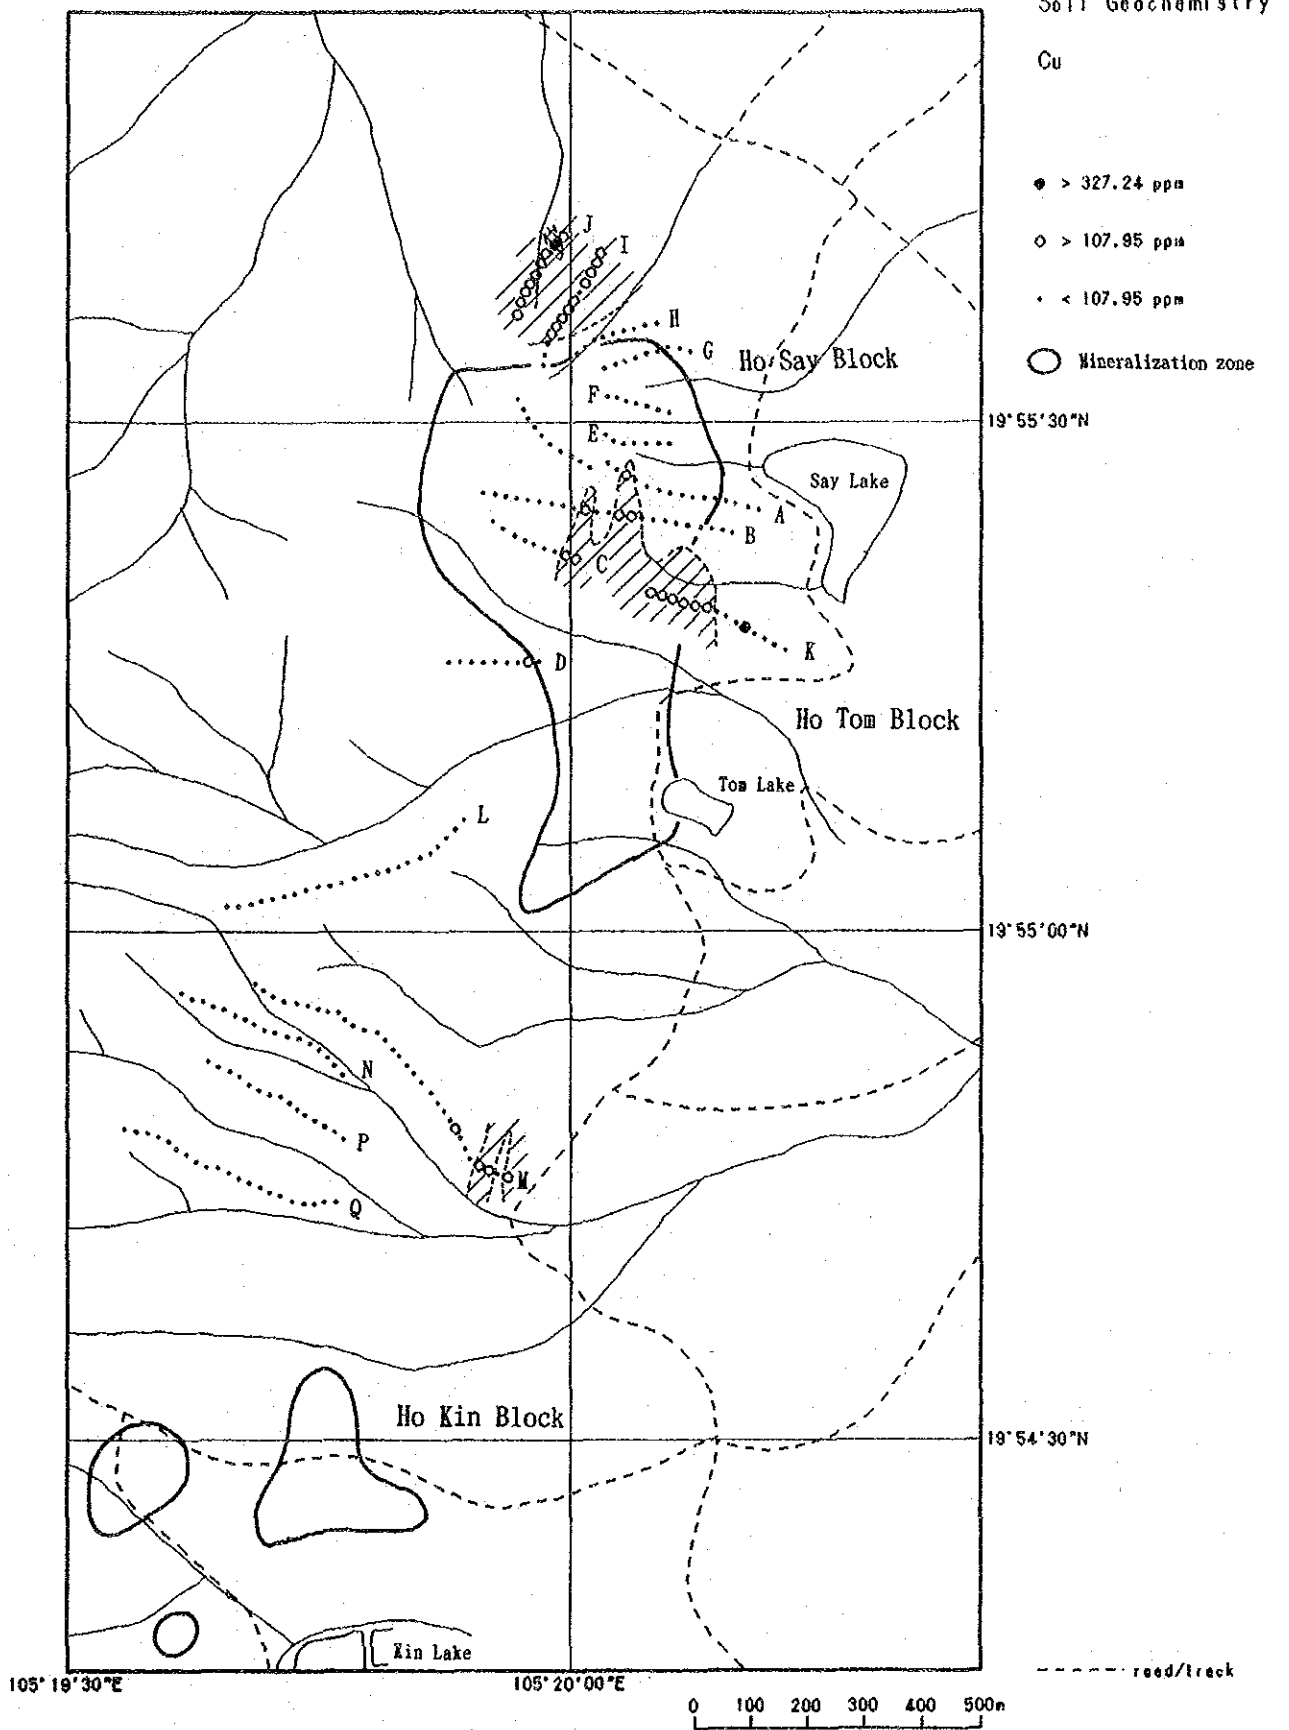 Soil Geochemistry
Cu
> 327.24 ppm
> 107.95 ppm
< 107.95 ppm
Mineralization zone
J
I
H
G
Ho Say Block
F
19°55'30"N
E
Say Lake
A
B
C
K
D
Ho Tom Block
Tom Lake
L
19°55'00"N
N
P
M
Q
Ho Kin Block
19°54'30"N
Kin Lake
road/track
105°19'30"E
105°20'00"E
0 100 200 300 400 500m